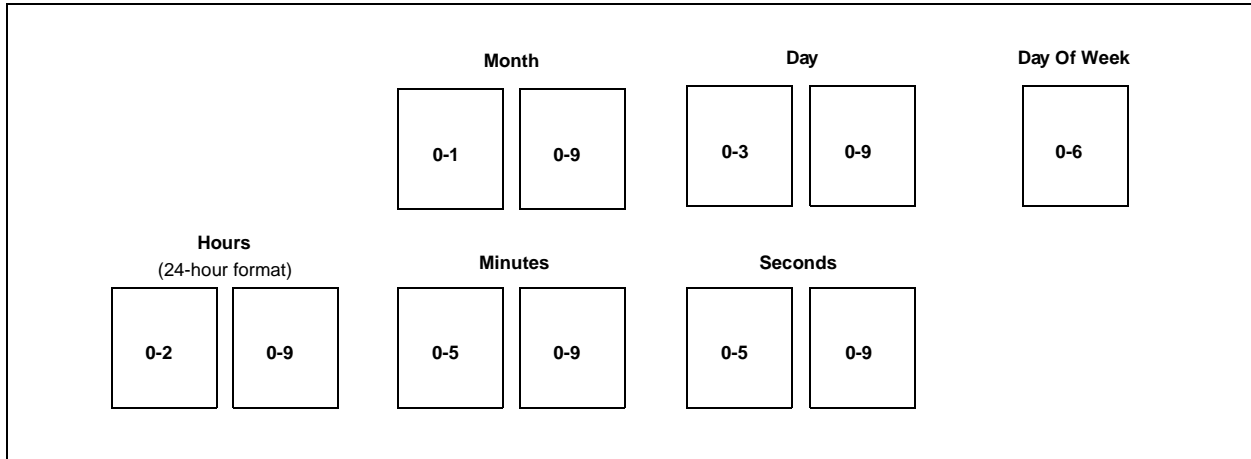 Month Day Day Of Week
0-1 0-9 0-3 0-9 0-6
Hours
(24-hour format)
Minutes Seconds
0-2 0-9 0-5 0-9 0-5 0-9